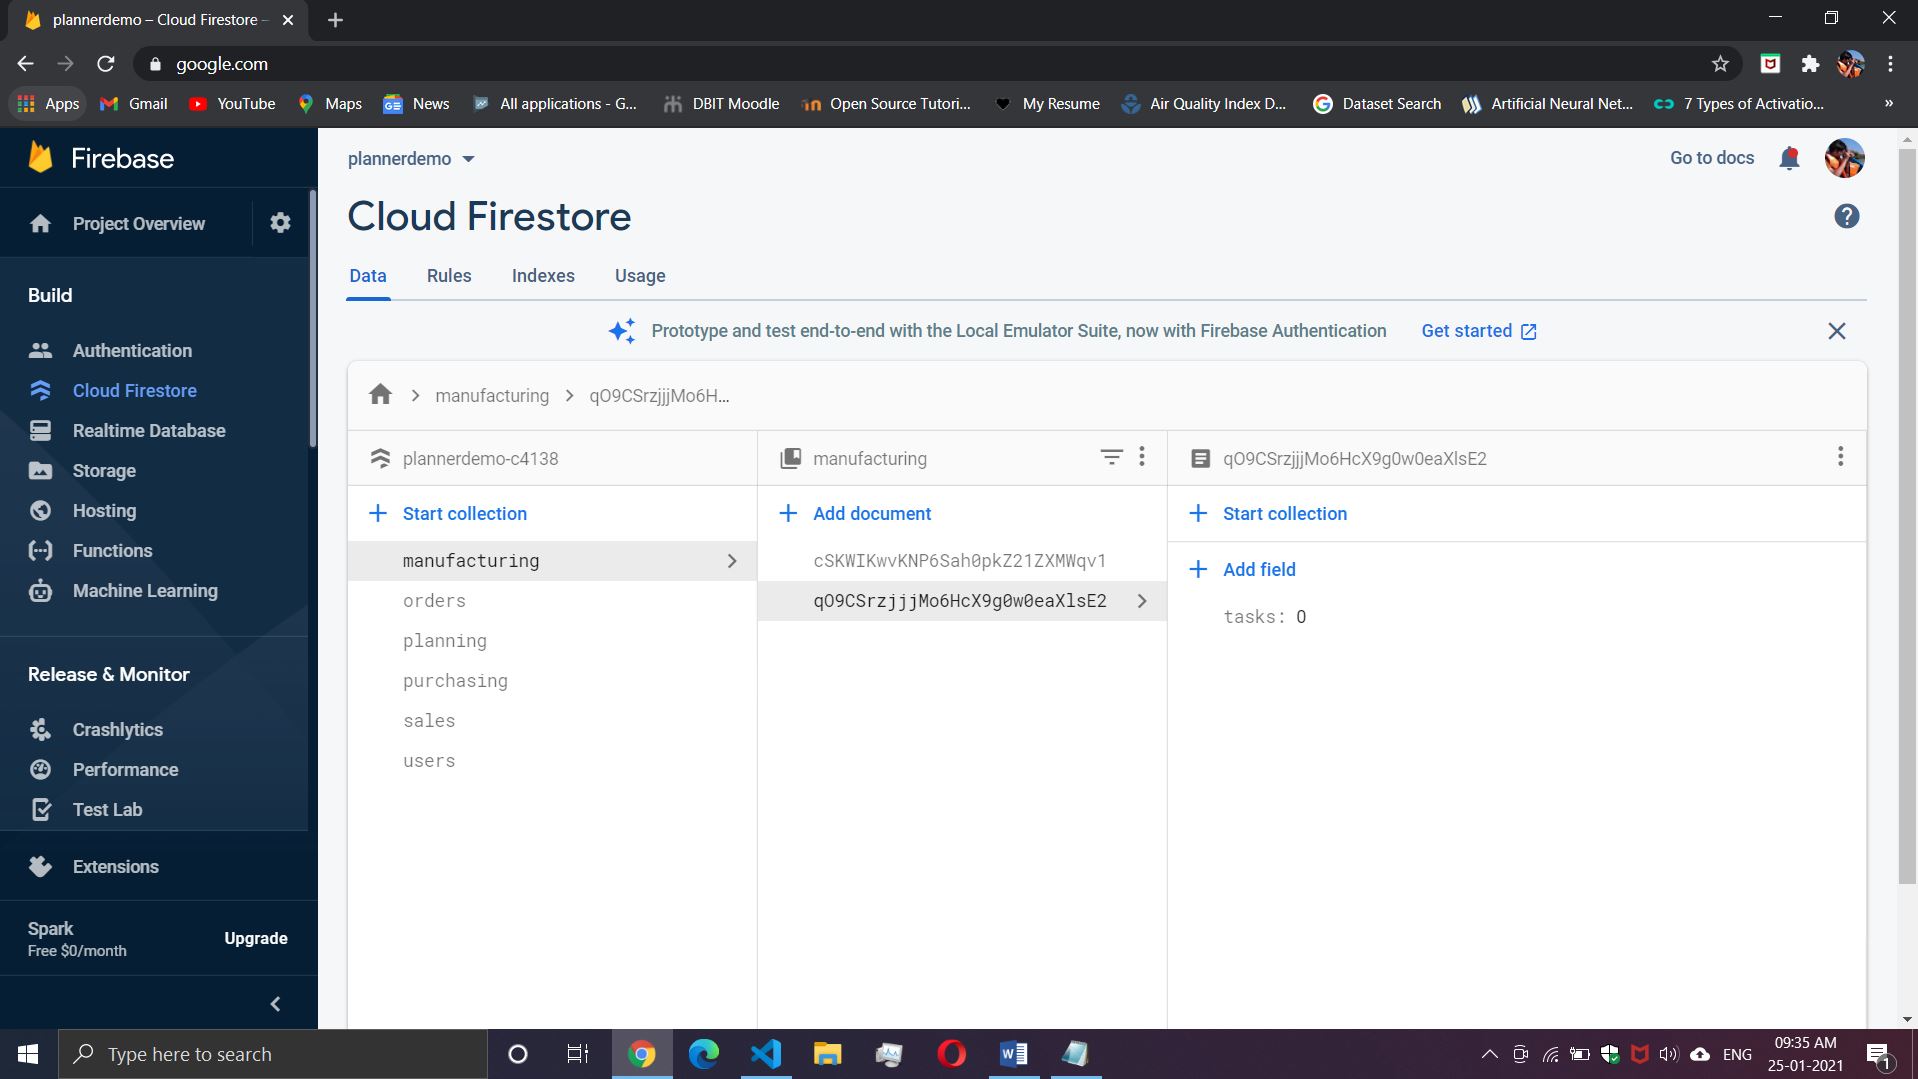 plannerdemo – Cloud Firestore –
google.com
Apps Gmail YouTube Maps News All applications - G... DBIT Moodle Open Source Tutori... My Resume Air Quality Index D... Dataset Search Artificial Neural Net... 7 Types of Activatio... »
Firebase
Project Overview
Build
Authentication
Cloud Firestore
Realtime Database
Storage
Hosting
Functions
Machine Learning
Release & Monitor
Crashlytics
Performance
Test Lab
Extensions
Spark
Free $0/month
Upgrade
plannerdemo
Go to docs
Cloud Firestore
Data Rules Indexes Usage
Prototype and test end-to-end with the Local Emulator Suite, now with Firebase Authentication Get started
manufacturing qO9CSrzjjjMo6H...
plannerdemo-c4138
Start collection
manufacturing
orders
planning
purchasing
sales
users
manufacturing
Add document
cSKWIKwvKNP6Sah0pkZ21ZXMWqv1
qO9CSrzjjjMo6HcX9g0w0eaXlsE2
qO9CSrzjjjMo6HcX9g0w0eaXlsE2
Start collection
Add field
tasks: 0
Type here to search
ENG
09:35 AM
25-01-2021
1